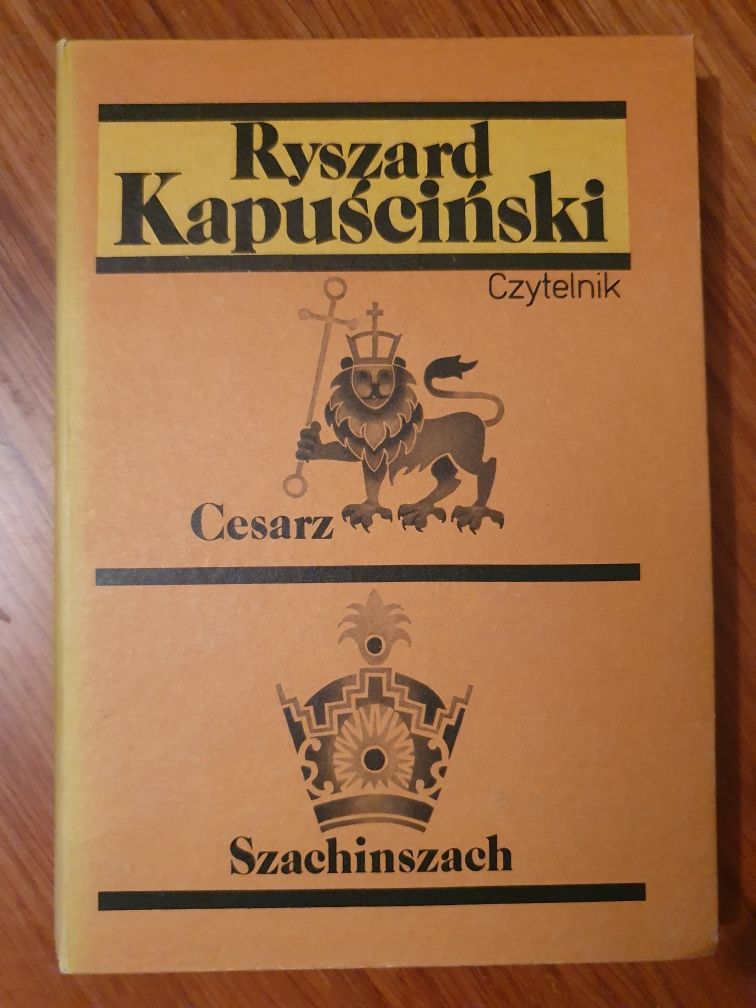 Ryszard
Kapuściński
Czytelnik
Cesarz
Szachinszach